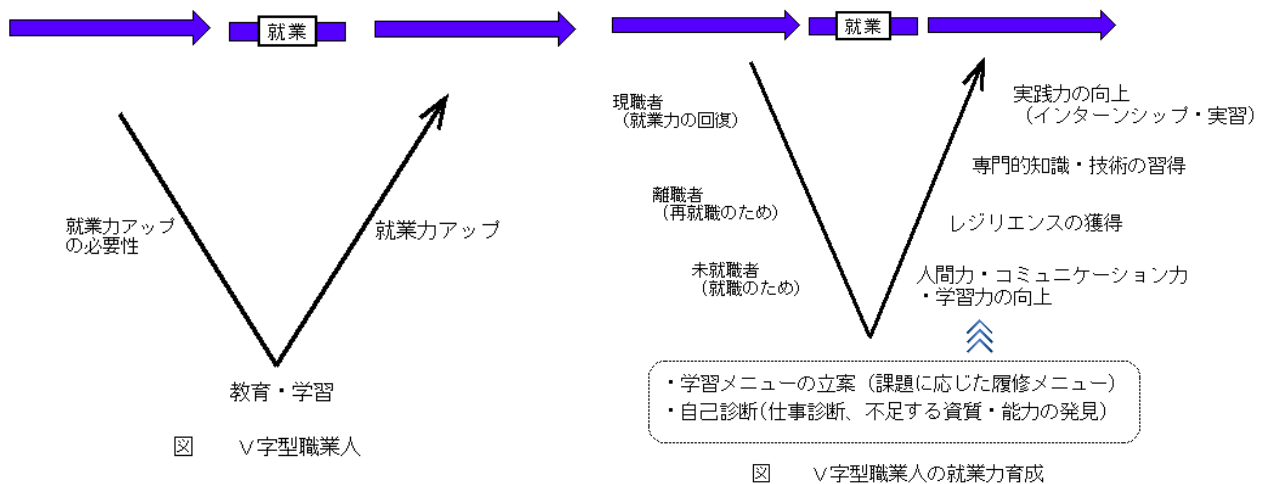 就業
就業力アップ
の必要性
就業力アップ
教育・学習
図 V字型職業人
就業
現職者
(就業力の回復)
離職者
(再就職のため)
未就職者
(就職のため)
実践力の向上
(インターンシップ・実習)
専門的知識・技術の習得
レジリエンスの獲得
人間力・コミュニケーション力
・学習力の向上
・学習メニューの立案(課題に応じた履修メニュー)
・自己診断(仕事診断、不足する資質・能力の発見)
図 V字型職業人の就業力育成